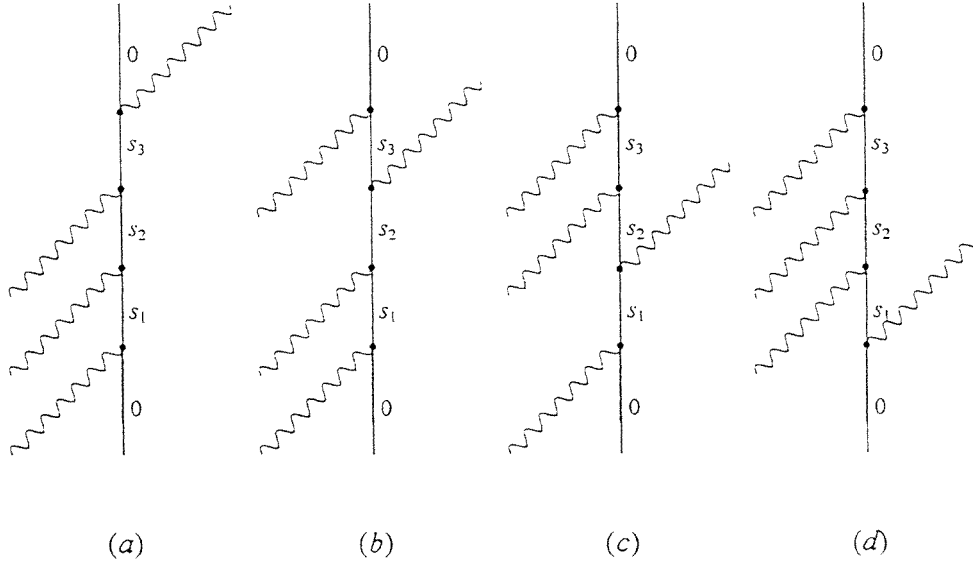 0 0 0 0
s₃ s₃ s₃ s₃
s₂ s₂ s₂ s₂
s₁ s₁ s₁ s₁
0 0 0 0
(a) (b) (c) (d)